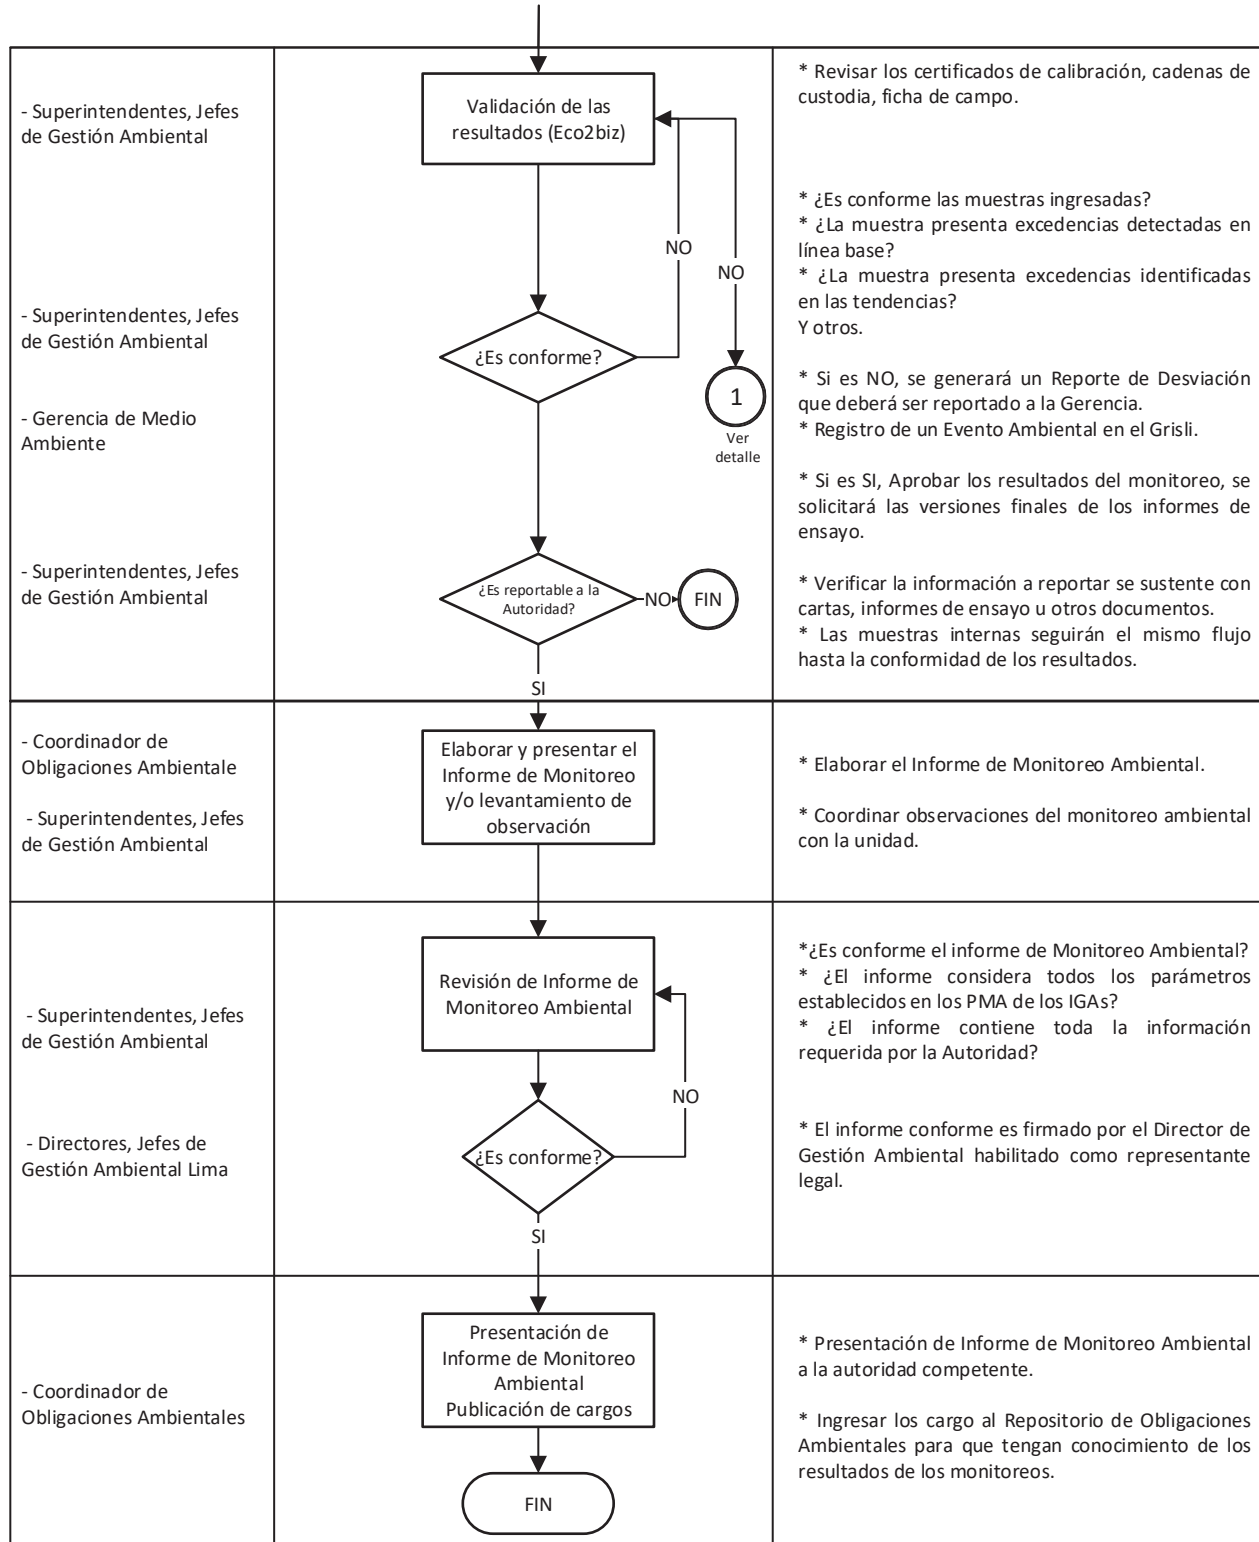 - Superintendentes, Jefes
de Gestión Ambiental
Validación de las
resultados (Eco2biz)
* Revisar los certificados de calibración, cadenas de
custodia, ficha de campo.
NO
NO
* ¿Es conforme las muestras ingresadas?
* ¿La muestra presenta excedencias detectadas en
línea base?
* ¿La muestra presenta excedencias identificadas
en las tendencias?
Y otros.
- Superintendentes, Jefes
de Gestión Ambiental
¿Es conforme?
- Gerencia de Medio
Ambiente
1
Ver
detalle
* Si es NO, se generará un Reporte de Desviación
que deberá ser reportado a la Gerencia.
* Registro de un Evento Ambiental en el Grisli.
* Si es SI, Aprobar los resultados del monitoreo, se
solicitará las versiones finales de los informes de
ensayo.
- Superintendentes, Jefes
de Gestión Ambiental
¿Es reportable a la
Autoridad?
NO
FIN
SI
* Verificar la información a reportar se sustente con
cartas, informes de ensayo u otros documentos.
* Las muestras internas seguirán el mismo flujo
hasta la conformidad de los resultados.
- Coordinador de
Obligaciones Ambientale
- Superintendentes, Jefes
de Gestión Ambiental
Elaborar y presentar el
Informe de Monitoreo
y/o levantamiento de
observación
* Elaborar el Informe de Monitoreo Ambiental.
* Coordinar observaciones del monitoreo ambiental
con la unidad.
- Superintendentes, Jefes
de Gestión Ambiental
Revisión de Informe de
Monitoreo Ambiental
NO
*¿Es conforme el informe de Monitoreo Ambiental?
* ¿El informe considera todos los parámetros
establecidos en los PMA de los IGAs?
* ¿El informe contiene toda la información
requerida por la Autoridad?
- Directores, Jefes de
Gestión Ambiental Lima
¿Es conforme?
SI
* El informe conforme es firmado por el Director de
Gestión Ambiental habilitado como representante
legal.
- Coordinador de
Obligaciones Ambientales
Presentación de
Informe de Monitoreo
Ambiental
Publicación de cargos
FIN
* Presentación de Informe de Monitoreo Ambiental
a la autoridad competente.
* Ingresar los cargo al Repositorio de Obligaciones
Ambientales para que tengan conocimiento de los
resultados de los monitoreos.